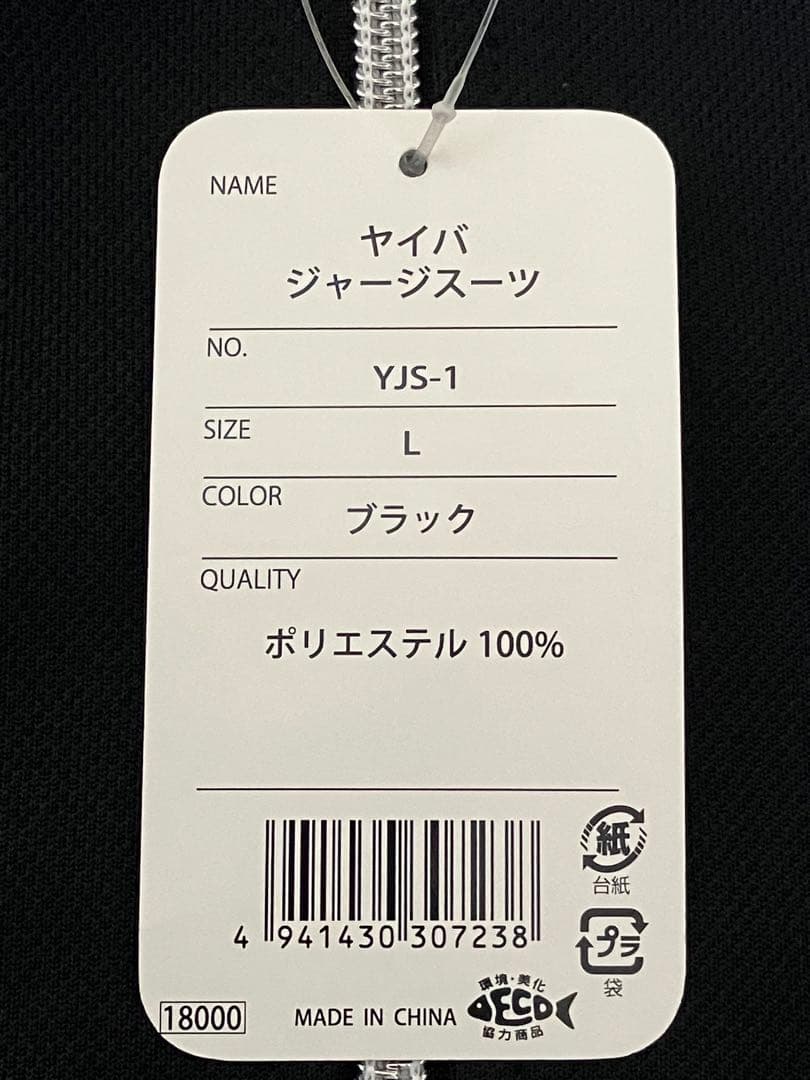 NAME
ヤイバ
ジャージスーツ
NO.
YJS-1
SIZE
L
COLOR
ブラック
QUALITY
ポリエステル 100%
4 941430 307238
紙
台紙
プラ
袋
18000
MADE IN CHINA
環境・美化
ECO
協力商品